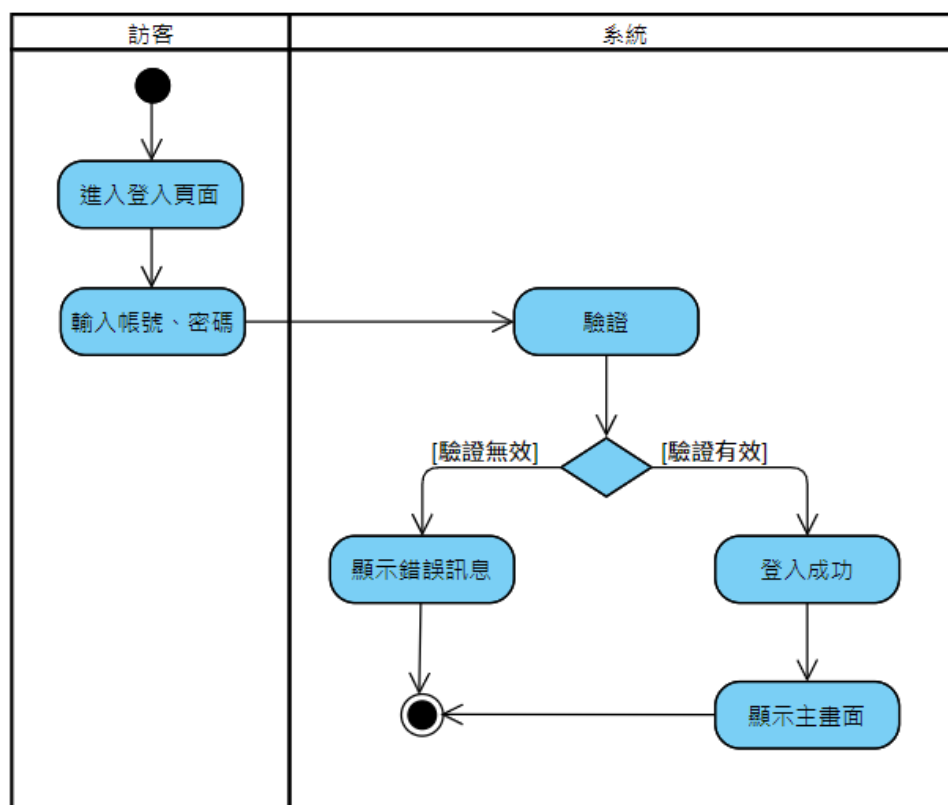 訪客
系統
進入登入頁面
輸入帳號、密碼
驗證
[驗證無效]
[驗證有效]
顯示錯誤訊息
登入成功
顯示主畫面